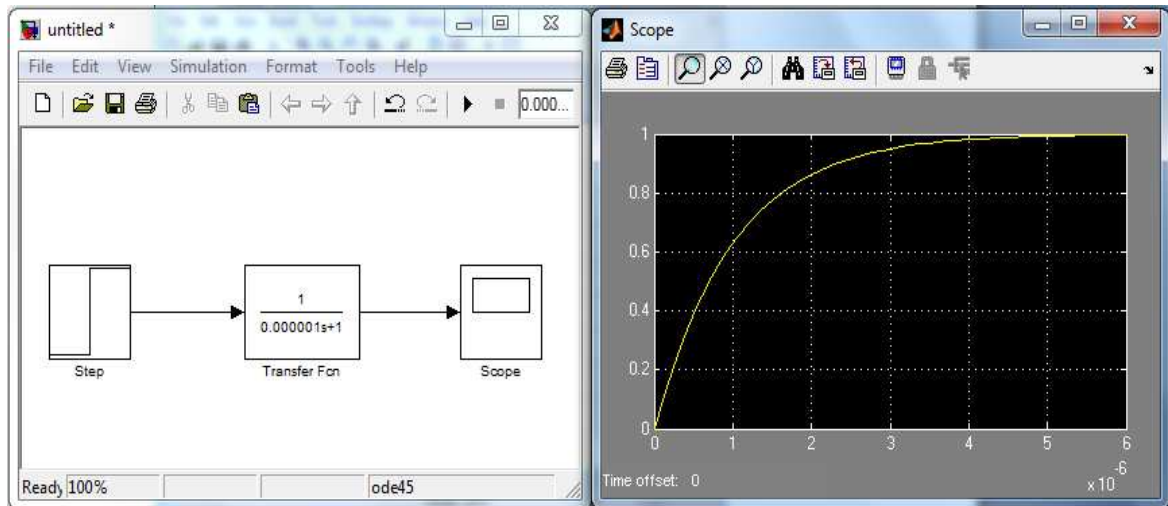 untitled *
File Edit View Simulation Format Tools Help
0.000...
1
0.000001s+1
Step
Transfer Fcn
Scope
Ready 100%
ode45
Scope
1
0.8
0.6
0.4
0.2
0
0 1 2 3 4 5 6
Time offset: 0
x 10
-6